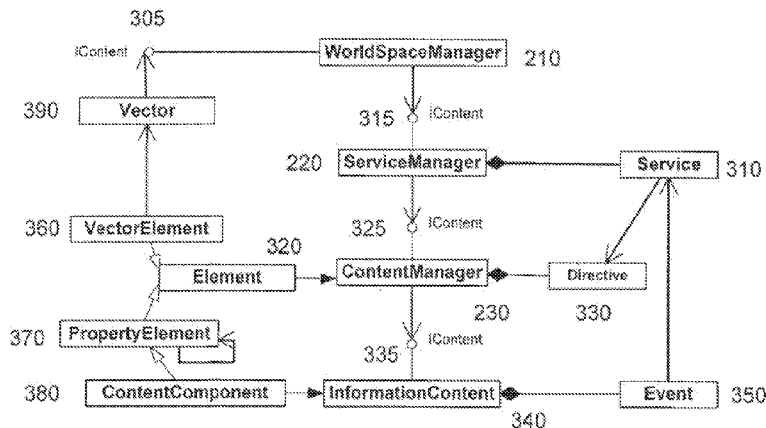 305
iContent
WorldSpaceManager
210
390
Vector
315
iContent
220
ServiceManager
Service
310
360
VectorElement
320
325
iContent
Element
ContentManager
Directive
230
330
370
PropertyElement
335
iContent
380
ContentComponent
InformationContent
340
Event
350